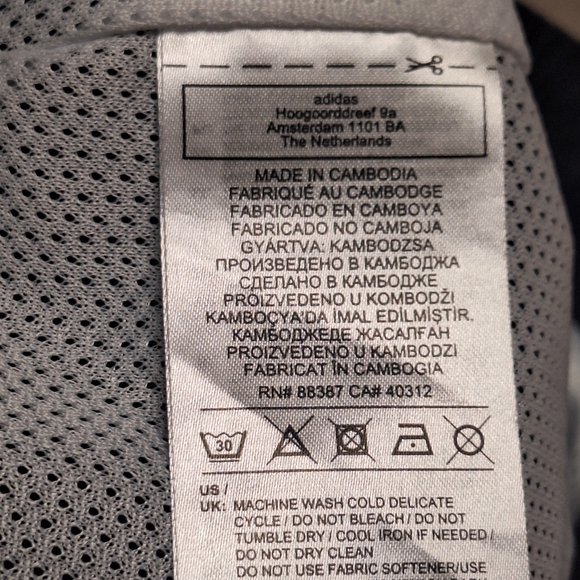 adidas
Hoogoorddreef 9a
Amsterdam 1101 BA
The Netherlands
MADE IN CAMBODIA
FABRIQUÉ AU CAMBODGE
FABRICADO EN CAMBOYA
FABRICADO NO CAMBOJA
GYÁRTVA: KAMBODZSA
ПРОИЗВЕДЕНО В КАМБОДЖА
СДЕЛАНО В КАМБОДЖЕ
PROIZVEDENO U KOMBODŽI
KAMBOÇYA'DA İMAL EDİLMİŞTİR.
КАМБОДЖЕДЕ ЖАСАЛҒАН
PROIZVEDENO U KAMBODZI
FABRICAT ÎN CAMBOGIA
RN# 88387 CA# 40312
30
US /
UK: MACHINE WASH COLD DELICATE
CYCLE / DO NOT BLEACH / DO NOT
TUMBLE DRY / COOL IRON IF NEEDED /
DO NOT DRY CLEAN
DO NOT USE FABRIC SOFTENER/USE